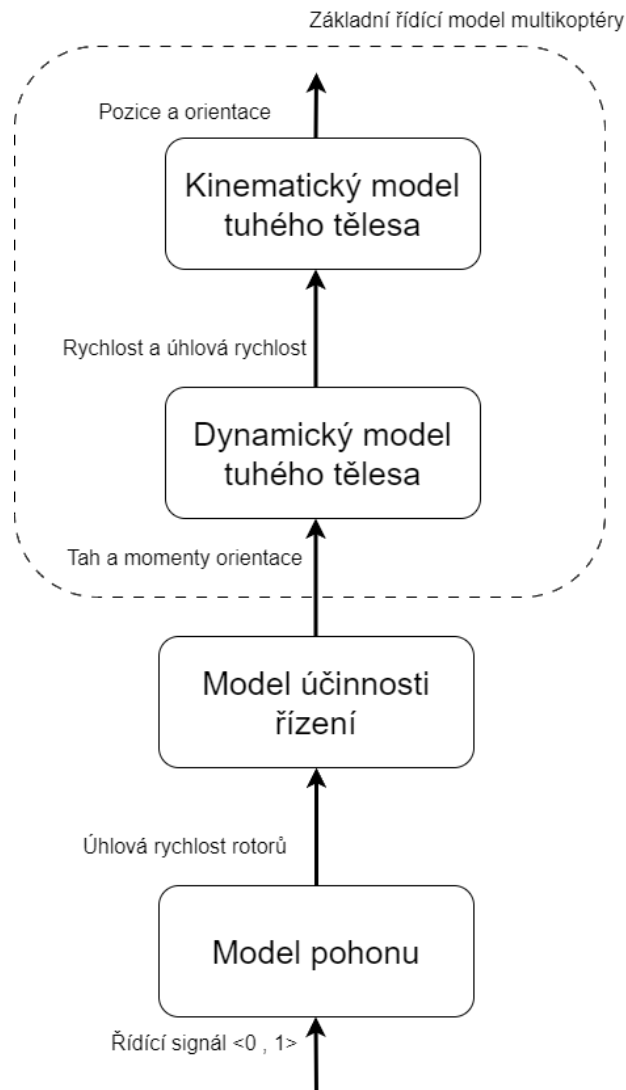 Základní řídící model multikoptéry
Pozice a orientace
Kinematický model
tuhého tělesa
Rychlost a úhlová rychlost
Dynamický model
tuhého tělesa
Tah a momenty orientace
Model účinnosti
řízení
Úhlová rychlost rotorů
Model pohonu
Řídící signál <0 , 1>